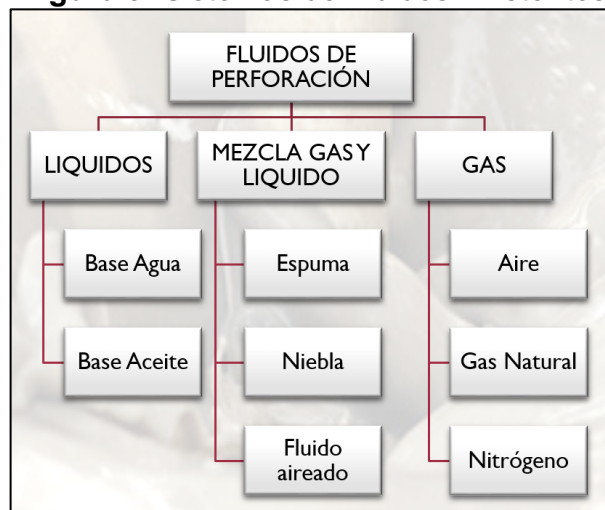 FLUIDOS DE
PERFORACIÓN
LIQUIDOS
MEZCLA GAS Y
LIQUIDO
GAS
Base Agua
Espuma
Aire
Base Aceite
Niebla
Gas Natural
Fluido
aireado
Nitrógeno